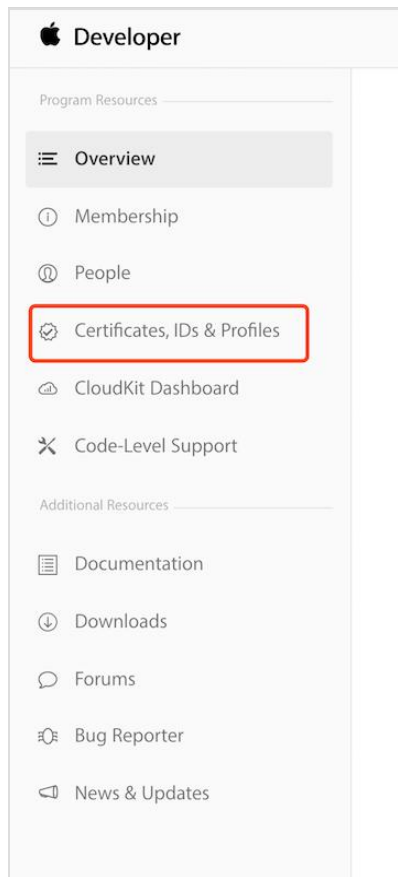 Developer
Program Resources
Overview
Membership
People
Certificates, IDs & Profiles
CloudKit Dashboard
Code-Level Support
Additional Resources
Documentation
Downloads
Forums
Bug Reporter
News & Updates